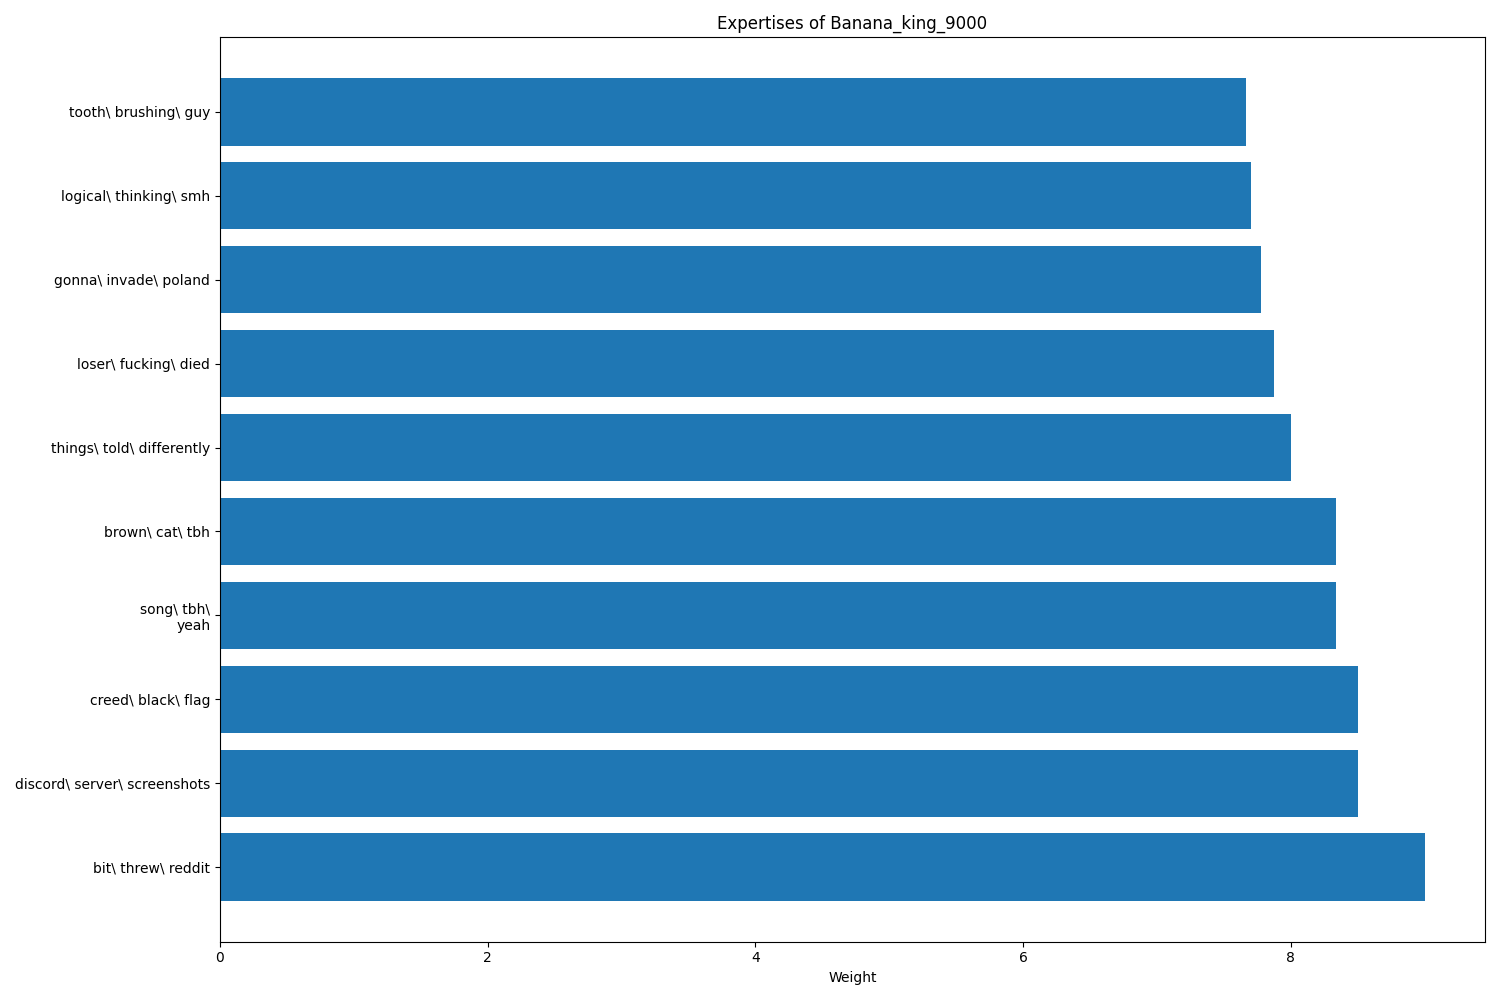 Expertises of Banana_king_9000
tooth\ brushing\ guy
logical\ thinking\ smh
gonna\ invade\ poland
loser\ fucking\ died
things\ told\ differently
brown\ cat\ tbh
song\ tbh\
yeah
creed\ black\ flag
discord\ server\ screenshots
bit\ threw\ reddit
0 2 4 6 8
Weight